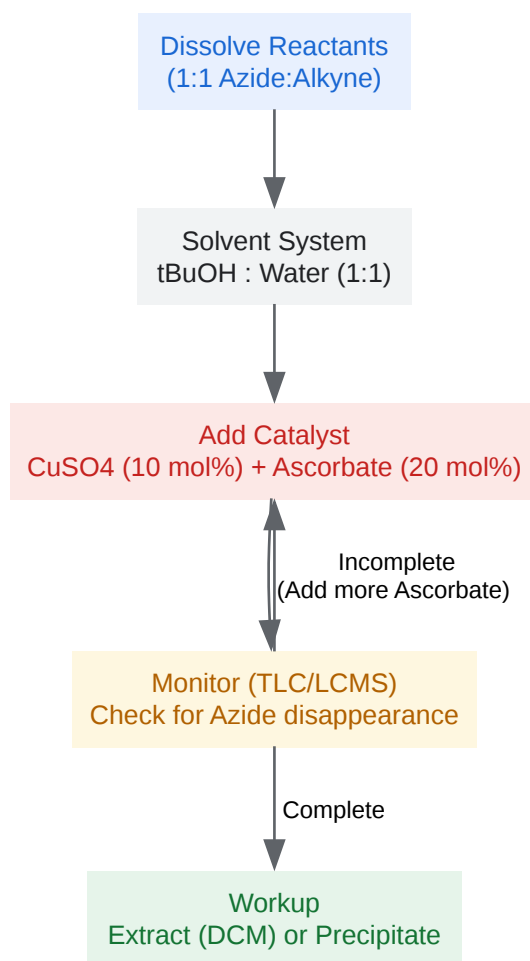 Dissolve Reactants
(1:1 Azide:Alkyne)
Solvent System
tBuOH : Water (1:1)
Add Catalyst
CuSO4 (10 mol%) + Ascorbate (20 mol%)
Incomplete
(Add more Ascorbate)
Monitor (TLC/LCMS)
Check for Azide disappearance
Complete
Workup
Extract (DCM) or Precipitate